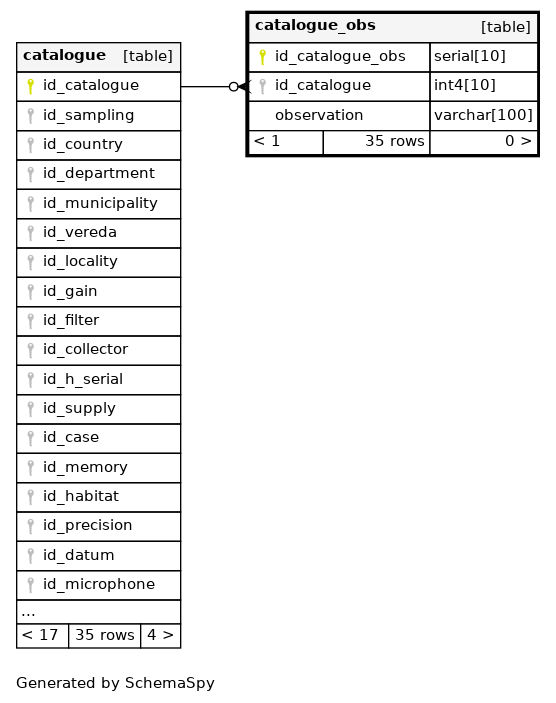 catalogue [table]
id_catalogue
id_sampling
id_country
id_department
id_municipality
id_vereda
id_locality
id_gain
id_filter
id_collector
id_h_serial
id_supply
id_case
id_memory
id_habitat
id_precision
id_datum
id_microphone
...
< 17 35 rows 4 >
catalogue_obs [table]
id_catalogue_obs serial[10]
id_catalogue int4[10]
observation varchar[100]
< 1 35 rows 0 >
Generated by SchemaSpy